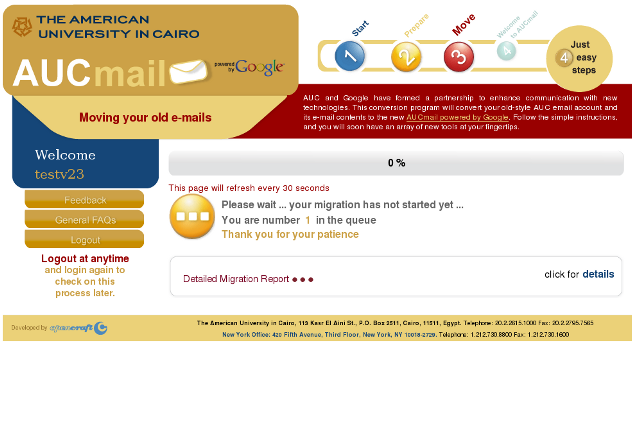 THE AMERICAN
UNIVERSITY IN CAIRO
AUCmail
powered
by Google
Start
Prepare
Move
Welcome
to AUCmail
1
2
3
4
Just
4 easy
steps
Moving your old e-mails
AUC and Google have formed a partnership to enhance communication with new
technologies. This conversion program will convert your old-style AUC email account and
its e-mail contents to the new AUCmail powered by Google. Follow the simple instructions,
and you will soon have an array of new tools at your fingertips.
Welcome
testv23
0 %
This page will refresh every 30 seconds
Please wait ... your migration has not started yet ...
You are number 1 in the queue
Thank you for your patience
Feedback
General FAQs
Logout
Logout at anytime
and login again to
check on this
process later.
Detailed Migration Report
click for details
Developed by
The American University in Cairo, 113 Kasr El Aini St., P.O. Box 2511, Cairo, 11511, Egypt. Telephone: 20.2.2615.1000 Fax: 20.2.2795.7565
New York Office: 420 Fifth Avenue, Third Floor, New York, NY 10018-2729. Telephone: 1.212.730.8800 Fax: 1.212.730.1600